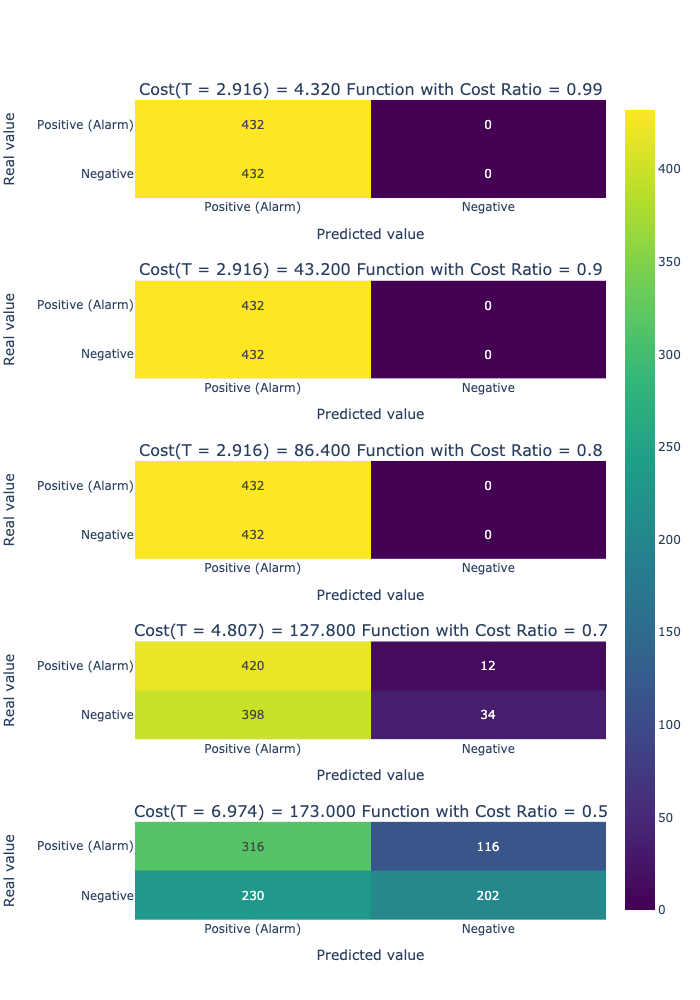 Cost(T = 2.916) = 4.320 Function with Cost Ratio = 0.99
Real value
Positive (Alarm) 432 0
Negative 432 0
Positive (Alarm) Negative
Predicted value
Cost(T = 2.916) = 43.200 Function with Cost Ratio = 0.9
Real value
Positive (Alarm) 432 0
Negative 432 0
Positive (Alarm) Negative
Predicted value
Cost(T = 2.916) = 86.400 Function with Cost Ratio = 0.8
Real value
Positive (Alarm) 432 0
Negative 432 0
Positive (Alarm) Negative
Predicted value
Cost(T = 4.807) = 127.800 Function with Cost Ratio = 0.7
Real value
Positive (Alarm) 420 12
Negative 398 34
Positive (Alarm) Negative
Predicted value
Cost(T = 6.974) = 173.000 Function with Cost Ratio = 0.5
Real value
Positive (Alarm) 316 116
Negative 230 202
Positive (Alarm) Negative
Predicted value
400
350
300
250
200
150
100
50
0